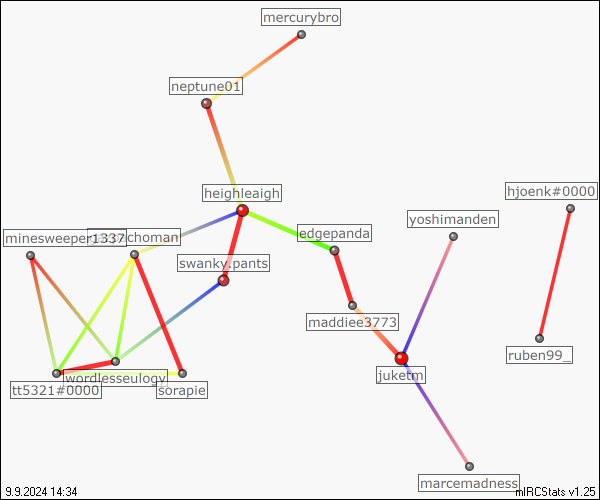 mercurybro
neptune01
heighleaigh
hjoenk#0000
yoshimanden
edgepanda
minesweeper1337
choman
swanky.pants
maddiee3773
ruben99_
juketm
wordlesseulogy
tt5321#0000
sorapie
marcemadness
9.9.2024 14:34
mIRCStats v1.25